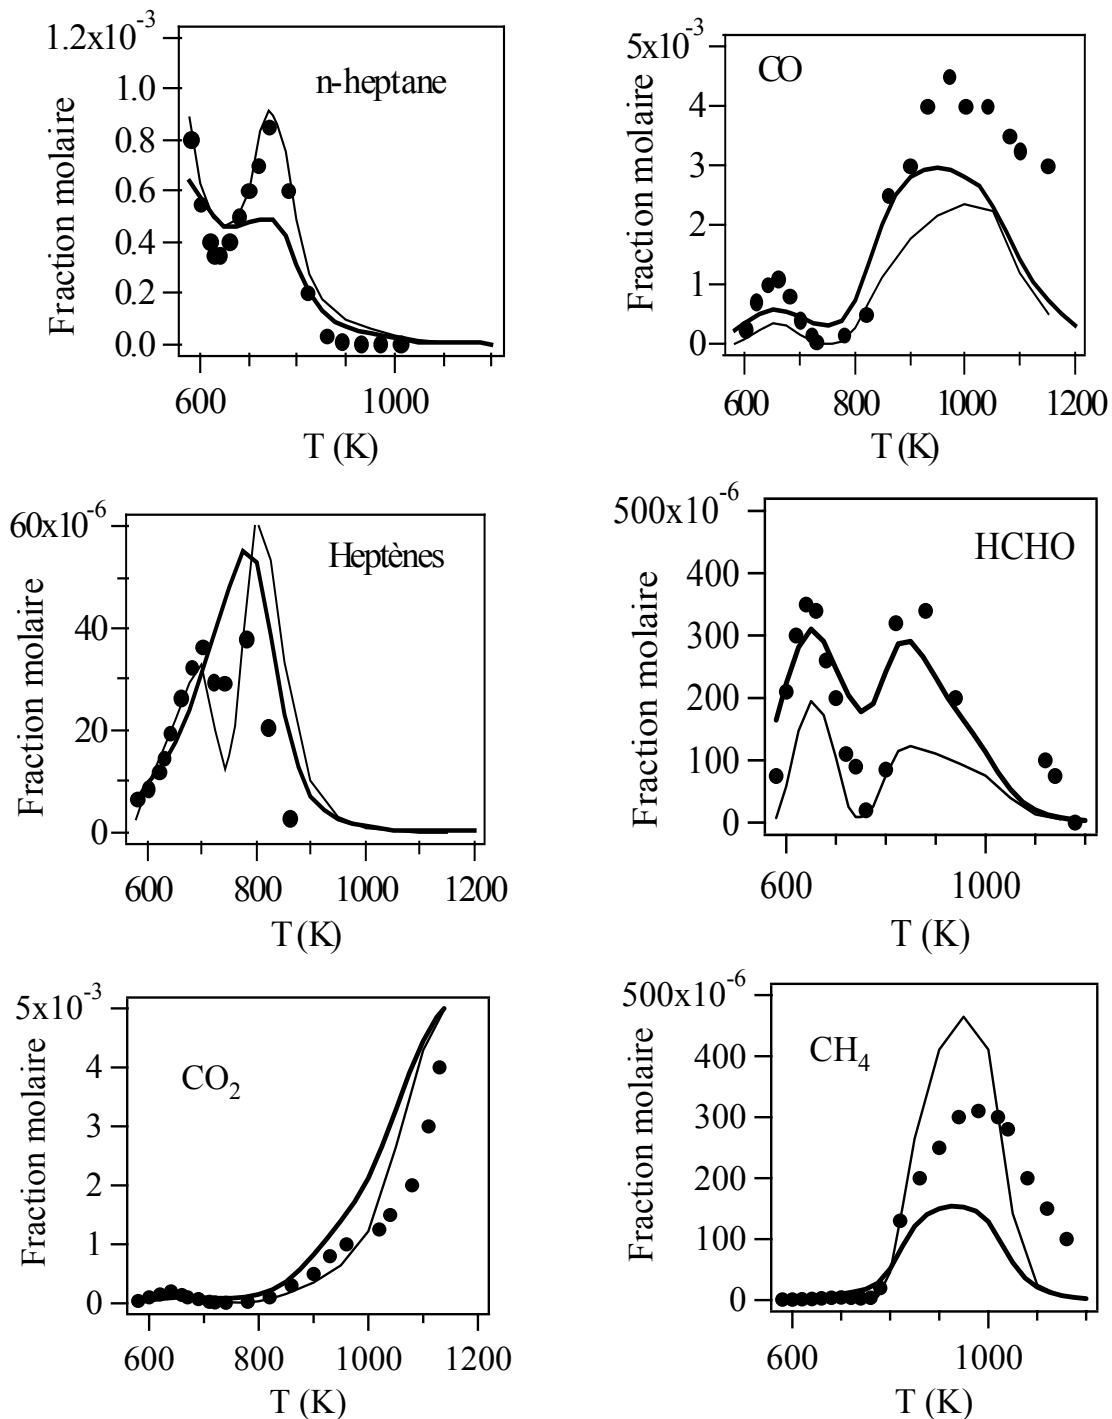 1.2x10⁻³
1.0
0.8
0.6
0.4
0.2
0.0
Fraction molaire
n-heptane
600 1000
T (K)
5x10⁻³
4
3
2
1
0
Fraction molaire
CO
600 800 1000 1200
T (K)
60x10⁻⁶
40
20
0
Fraction molaire
Heptènes
600 800 1000 1200
T (K)
500x10⁻⁶
400
300
200
100
0
Fraction molaire
HCHO
600 1000
T (K)
5x10⁻³
4
3
2
1
0
Fraction molaire
CO₂
600 800 1000 1200
T (K)
500x10⁻⁶
400
300
200
100
0
Fraction molaire
CH₄
600 1000
T (K)